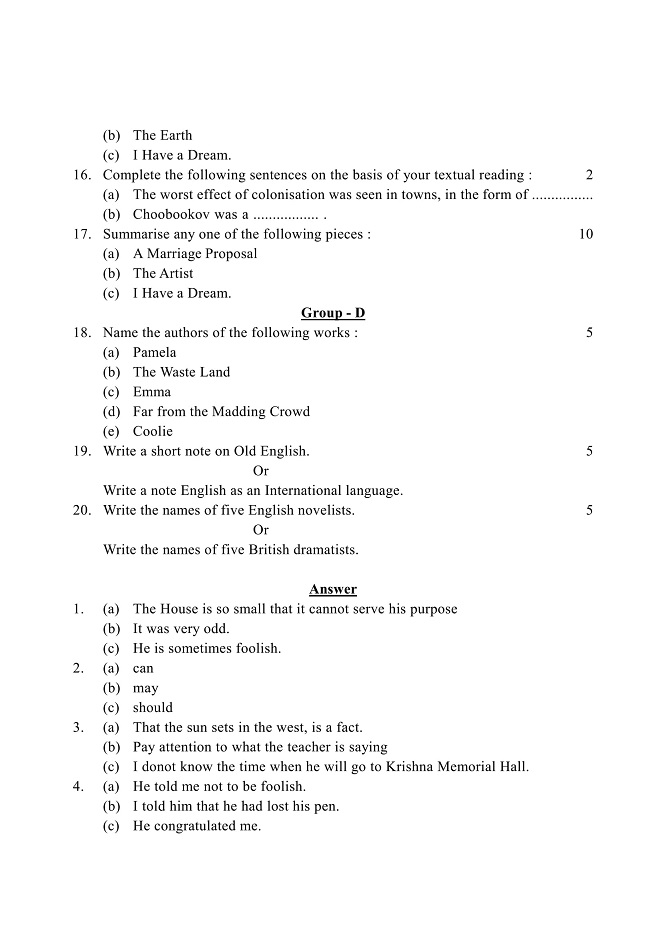 (b) The Earth
(c) I Have a Dream.
16. Complete the following sentences on the basis of your textual reading : 2
(a) The worst effect of colonisation was seen in towns, in the form of ...............
(b) Choobookov was a ................. .
17. Summarise any one of the following pieces : 10
(a) A Marriage Proposal
(b) The Artist
(c) I Have a Dream.
Group - D
18. Name the authors of the following works : 5
(a) Pamela
(b) The Waste Land
(c) Emma
(d) Far from the Madding Crowd
(e) Coolie
19. Write a short note on Old English. 5
Or
Write a note English as an International language.
20. Write the names of five English novelists. 5
Or
Write the names of five British dramatists.
Answer
1. (a) The House is so small that it cannot serve his purpose
(b) It was very odd.
(c) He is sometimes foolish.
2. (a) can
(b) may
(c) should
3. (a) That the sun sets in the west, is a fact.
(b) Pay attention to what the teacher is saying
(c) I donot know the time when he will go to Krishna Memorial Hall.
4. (a) He told me not to be foolish.
(b) I told him that he had lost his pen.
(c) He congratulated me.